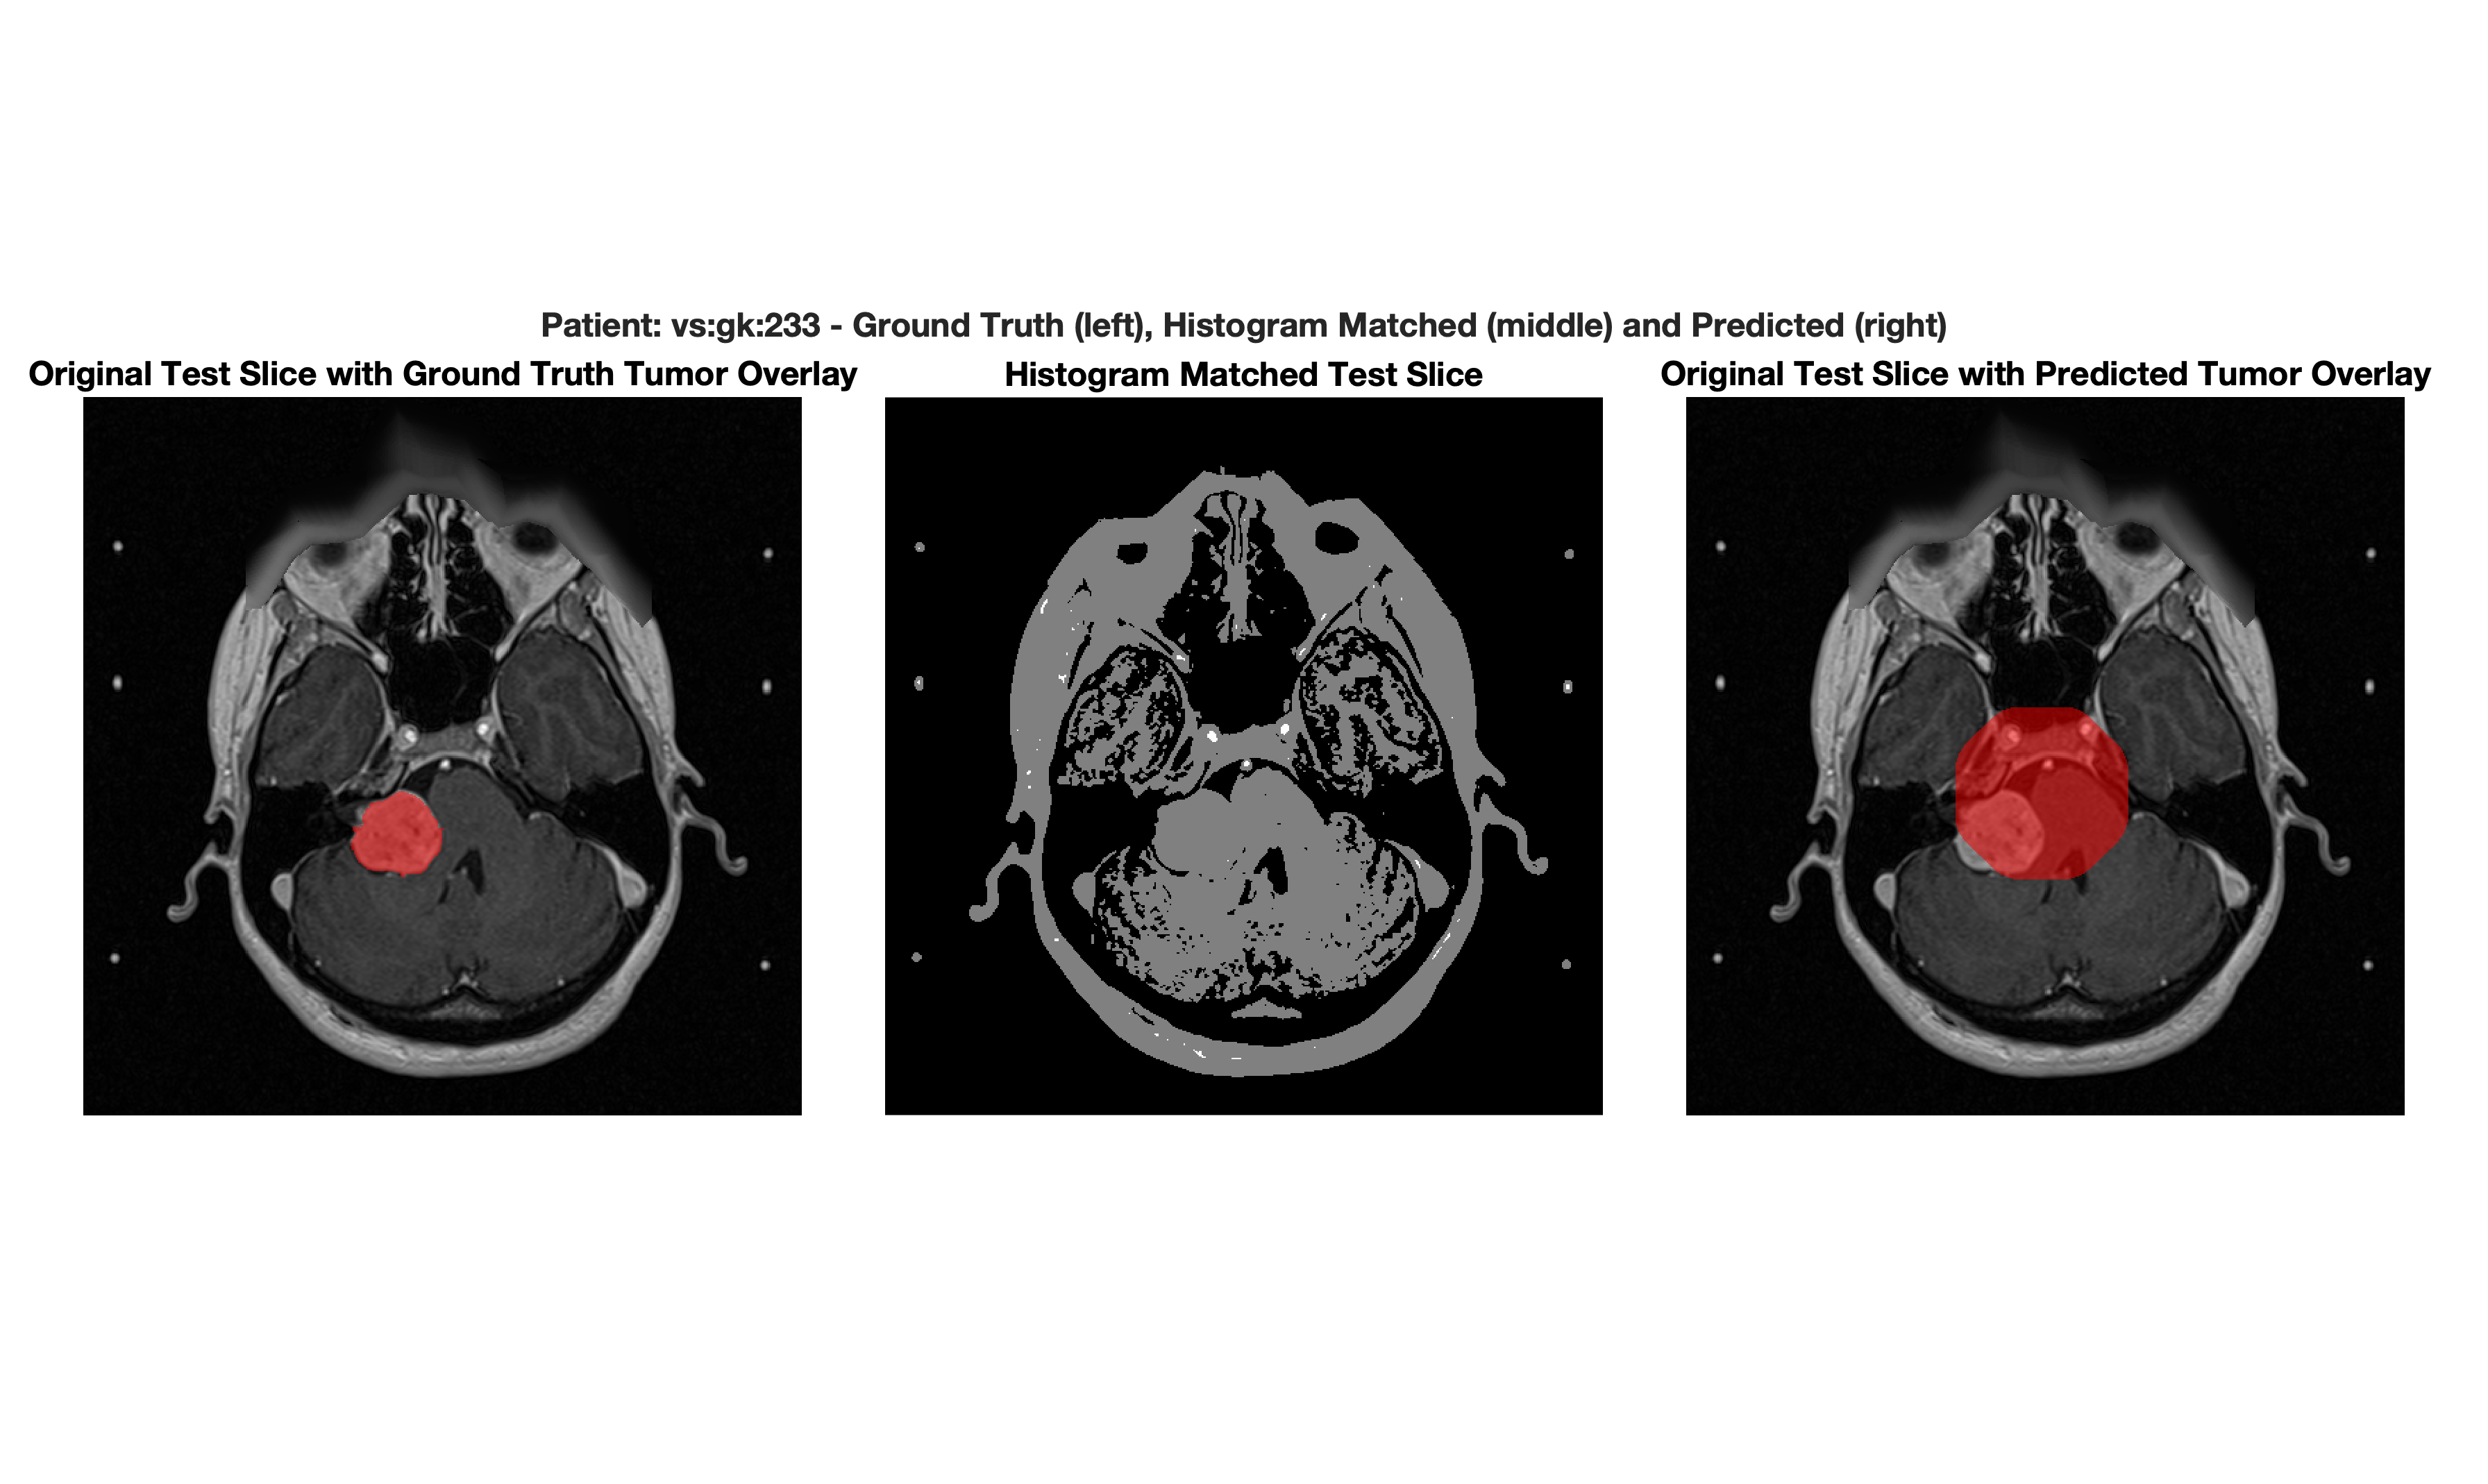 Patient: vs:gk:233 - Ground Truth (left), Histogram Matched (middle) and Predicted (right)
Original Test Slice with Ground Truth Tumor Overlay
Histogram Matched Test Slice
Original Test Slice with Predicted Tumor Overlay